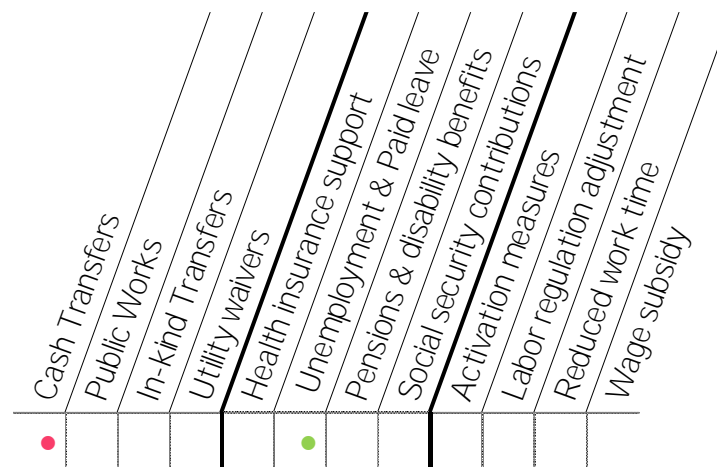 Cash Transfers
Public Works
In-Kind Transfers
Utility waivers
Health insurance support
Unemployment & Paid leave
Pensions & disability benefits
Social security contributions
Activation measures
Labor regulation adjustment
Reduced work time
Wage subsidy